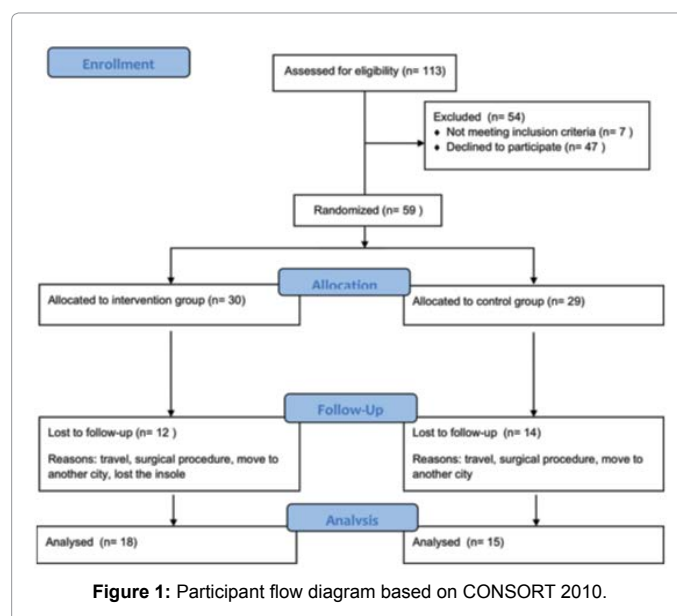 Enrollment
Assessed for eligibility (n= 113)
Excluded (n= 54)
♦ Not meeting inclusion criteria (n= 7 )
♦ Declined to participate (n= 47 )
Randomized (n= 59 )
Allocation
Allocated to intervention group (n= 30)
Allocated to control group (n= 29)
Follow-Up
Lost to follow-up (n= 12 )
Reasons: travel, surgical procedure, move to
another city, lost the insole
Lost to follow-up (n= 14)
Reasons: travel, surgical procedure, move to
another city
Analysis
Analysed (n= 18)
Analysed (n= 15)
Figure 1: Participant flow diagram based on CONSORT 2010.